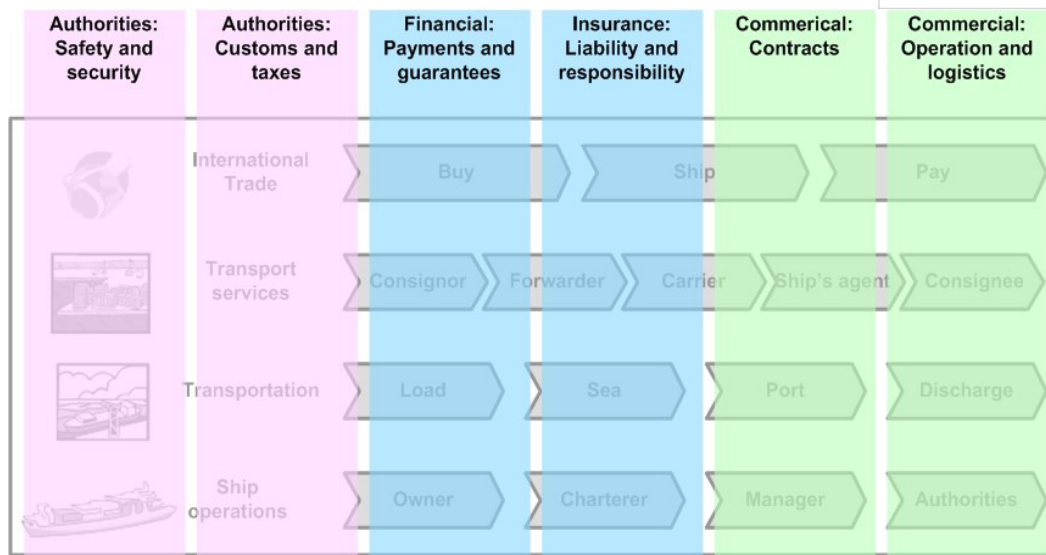 Authorities:
Safety and
security
Authorities:
Customs and
taxes
Financial:
Payments and
guarantees
Insurance:
Liability and
responsibility
Commerical:
Contracts
Commercial:
Operation and
logistics
International
Trade
Buy
Ship
Pay
Transport
services
Consignor
Forwarder
Carrier
Ship's agent
Consignee
Transportation
Load
Sea
Port
Discharge
Ship
operations
Owner
Charterer
Manager
Authorities